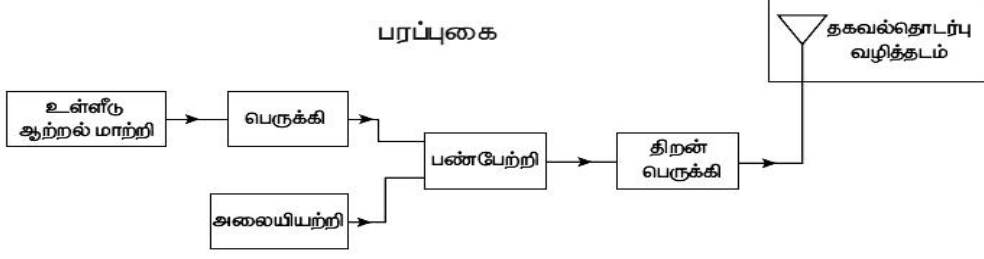 பரப்புகை
தகவல்தொடர்பு
வழித்தடம்
உள்ளீடு
ஆற்றல் மாற்றி
பெருக்கி
பண்பேற்றி
திறன்
பெருக்கி
அலையியற்றி